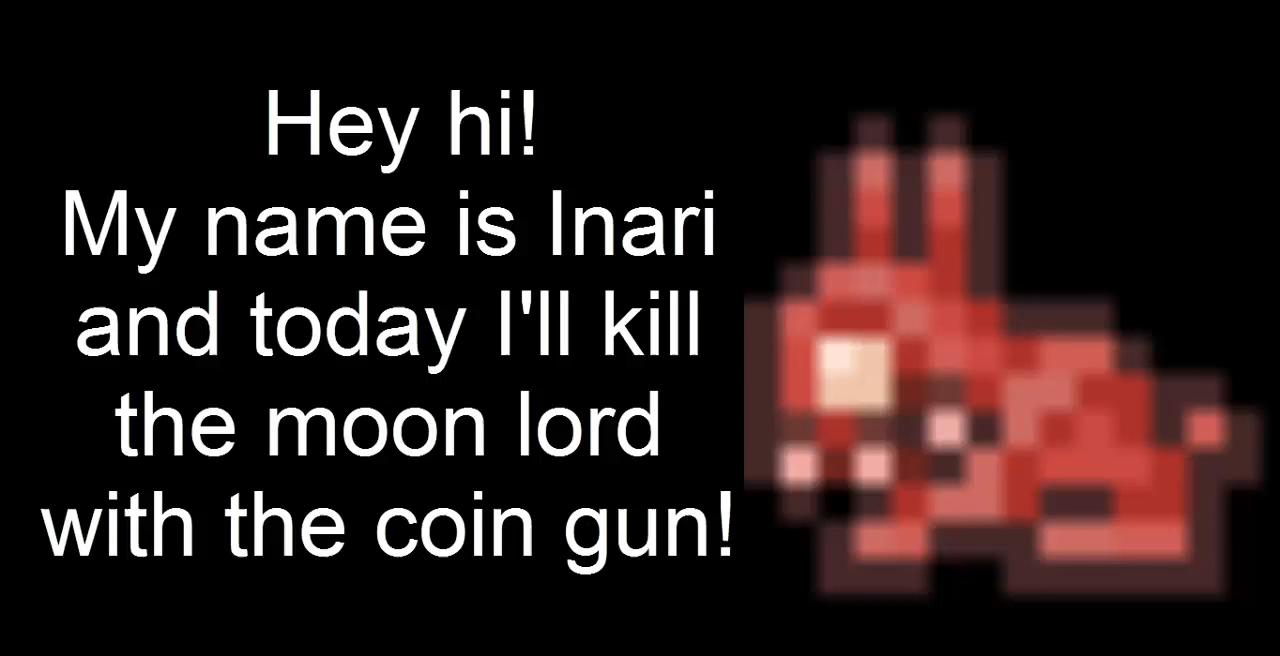 Hey hi!
My name is Inari
and today I'll kill
the moon lord
with the coin gun!